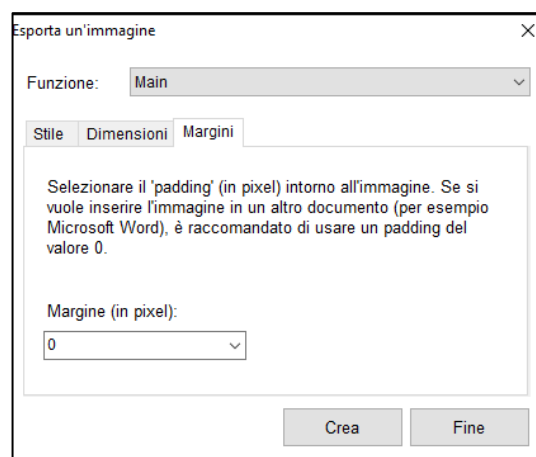 Esporta un'immagine
Funzione: Main
Stile Dimensioni Margini
Selezionare il 'padding' (in pixel) intorno all'immagine. Se si
vuole inserire l'immagine in un altro documento (per esempio
Microsoft Word), è raccomandato di usare un padding del
valore 0.
Margine (in pixel):
0
Crea Fine